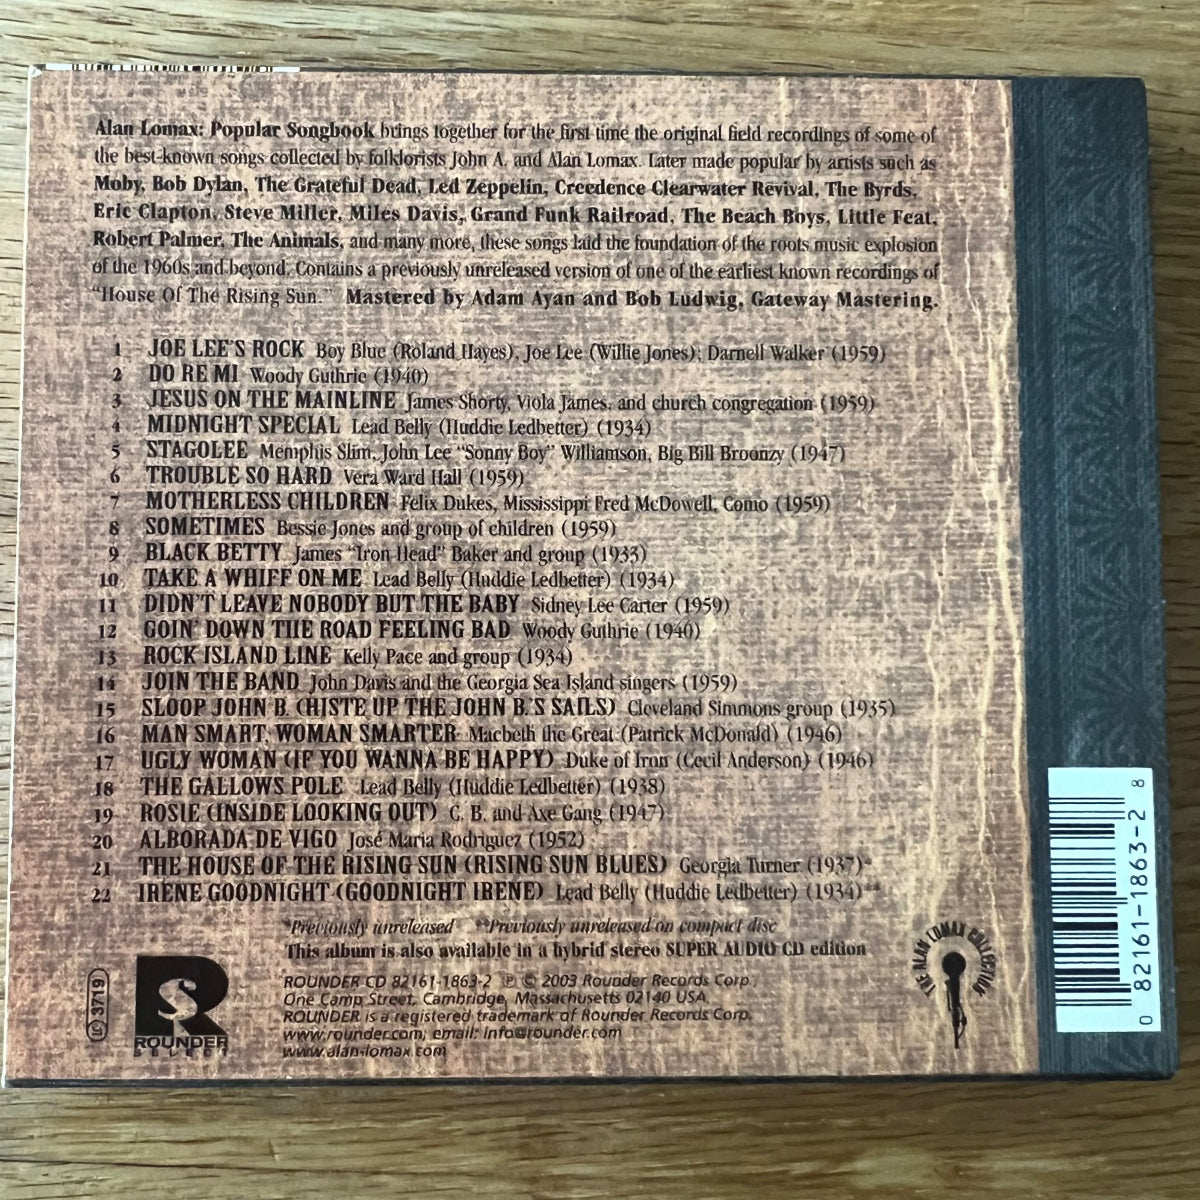 Alan Lomax: Popular Songbook brings together for the first time the original field recordings of some of
the best-known songs collected by folklorists John A. and Alan Lomax. Later made popular by artists such as
Moby, Bob Dylan, The Grateful Dead, Led Zeppelin, Creedence Clearwater Revival, The Byrds,
Eric Clapton, Steve Miller, Miles Davis, Grand Funk Railroad, The Beach Boys, Little Feat,
Robert Palmer, The Animals, and many more, these songs laid the foundation of the roots music explosion
of the 1960s and beyond. Contains a previously unreleased version of one of the earliest known recordings of
"House Of The Rising Sun." Mastered by Adam Ayan and Bob Ludwig, Gateway Mastering.
1 JOE LEE'S ROCK Boy Blue (Roland Hayes), Joe Lee (Willie Jones); Darnell Walker (1959)
2 DO RE MI Woody Guthrie (1940)
3 JESUS ON THE MAINLINE James Shorty, Viola James, and church congregation (1959)
4 MIDNIGHT SPECIAL Lead Belly (Huddie Ledbetter) (1934)
5 STAGOLEE Memphis Slim, John Lee "Sonny Boy" Williamson, Big Bill Broonzy (1947)
6 TROUBLE SO HARD Vera Ward Hall (1959)
7 MOTHERLESS CHILDREN Felix Dukes, Mississippi Fred McDowell, Como (1959)
8 SOMETIMES Bessie Jones and group of children (1959)
9 BLACK BETTY James "Iron Head" Baker and group (1933)
10 TAKE A WHIFF ON ME Lead Belly (Huddie Ledbetter) (1934)
11 DIDN'T LEAVE NOBODY BUT THE BABY Sidney Lee Carter (1959)
12 GOIN' DOWN THE ROAD FEELING BAD Woody Guthrie (1940)
13 ROCK ISLAND LINE Kelly Pace and group (1934)
14 JOIN THE BAND John Davis and the Georgia Sea Island singers (1959)
15 SLOOP JOHN B. (HISTE UP THE JOHN B.'S SAILS) Cleveland Simmons group (1935)
16 MAN SMART, WOMAN SMARTER Macbeth the Great (Patrick McDonald) (1946)
17 UGLY WOMAN (IF YOU WANNA BE HAPPY) Duke of Iron (Cecil Anderson) (1946)
18 THE GALLOWS POLE Lead Belly (Huddie Ledbetter) (1938)
19 ROSIE (INSIDE LOOKING OUT) C. B. and Axe Gang (1947)
20 ALBORADA DE VIGO José Maria Rodriguez (1952)
21 THE HOUSE OF THE RISING SUN (RISING SUN BLUES) Georgia Turner (1937)*
22 IRENE GOODNIGHT (GOODNIGHT IRENE) Lead Belly (Huddie Ledbetter) (1934)**
*Previously unreleased **Previously unreleased on compact disc
This album is also available in a hybrid stereo SUPER AUDIO CD edition
ROUNDER CD 82161-1863-2 ℗ © 2003 Rounder Records Corp.,
One Camp Street, Cambridge, Massachusetts 02140 USA.
ROUNDER is a registered trademark of Rounder Records Corp.
www.rounder.com; email: info@rounder.com
www.alan-lomax.com
LC 3719
R
ROUNDER
SELECT
THE ALAN LOMAX COLLECTION
0 82161-1863-2 8